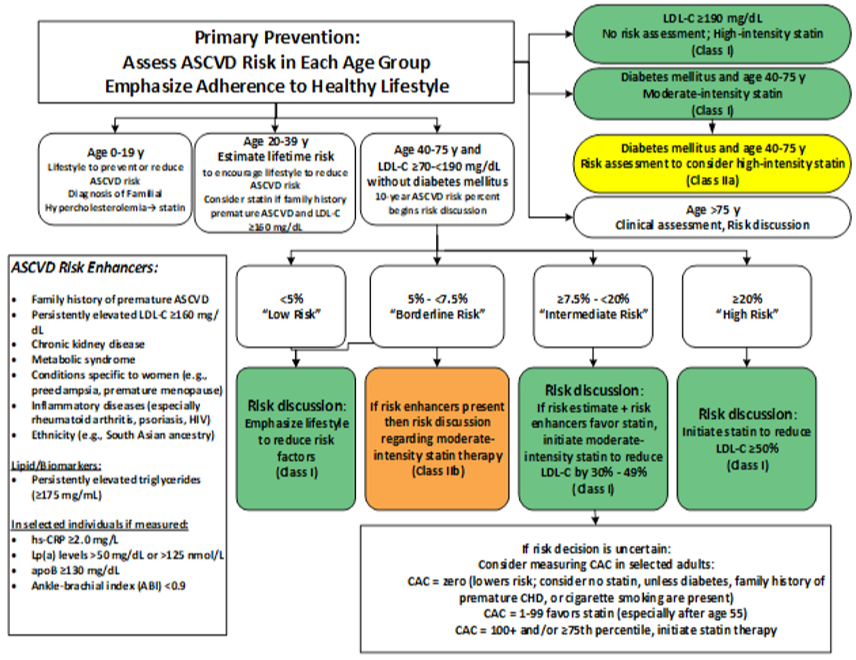 Primary Prevention:
Assess ASCVD Risk in Each Age Group
Emphasize Adherence to Healthy Lifestyle
LDL-C ≥190 mg/dL
No risk assessment; High-intensity statin
(Class I)
Diabetes mellitus and age 40-75 y
Moderate-intensity statin
(Class I)
Diabetes mellitus and age 40-75 y
Risk assessment to consider high-intensity statin
(Class IIa)
Age >75 y
Clinical assessment, Risk discussion
Age 0-19 y
Lifestyle to prevent or reduce
ASCVD risk
Diagnosis of Familial
Hypercholesterolemia→ statin
Age 20-39 y
Estimate lifetime risk
to encourage lifestyle to reduce
ASCVD risk
Consider statin if family history
premature ASCVD and LDL-C
≥160 mg/dL
Age 40-75 y and
LDL-C ≥70-<190 mg/dL
without diabetes mellitus
10-year ASCVD risk percent
begins risk discussion
ASCVD Risk Enhancers:
• Family history of premature ASCVD
• Persistently elevated LDL-C ≥160 mg/
dL
• Chronic kidney disease
• Metabolic syndrome
• Conditions specific to women (e.g.,
preedampsia, premature menopause)
• Inflammatory diseases (especially
rheumatoid arthritis, psoriasis, HIV)
• Ethnicity (e.g., South Asian ancestry)
Lipid/Biomarkers:
• Persistently elevated triglycerides
(≥175 mg/mL)
In selected individuals if measured:
• hs-CRP ≥2.0 mg/L
• Lp(a) levels >50 mg/dL or >125 nmol/L
• apoB ≥130 mg/dL
• Ankle-brachial index (ABI) <0.9
<5%
"Low Risk"
5% - <7.5%
"Borderline Risk"
≥7.5% - <20%
"Intermediate Risk"
≥20%
"High Risk"
Risk discussion:
Emphasize lifestyle
to reduce risk
factors
(Class I)
If risk enhancers present
then risk discussion
regarding moderate-
intensity statin therapy
(Class IIb)
Risk discussion:
If risk estimate + risk
enhancers favor statin,
initiate moderate-
intensity statin to reduce
LDL-C by 30% - 49%
(Class I)
Risk discussion:
Initiate statin to reduce
LDL-C ≥50%
(Class I)
If risk decision is uncertain:
Consider measuring CAC in selected adults:
CAC = zero (lowers risk; consider no statin, unless diabetes, family history of
premature CHD, or cigarette smoking are present)
CAC = 1-99 favors statin (especially after age 55)
CAC = 100+ and/or ≥75th percentile, initiate statin therapy